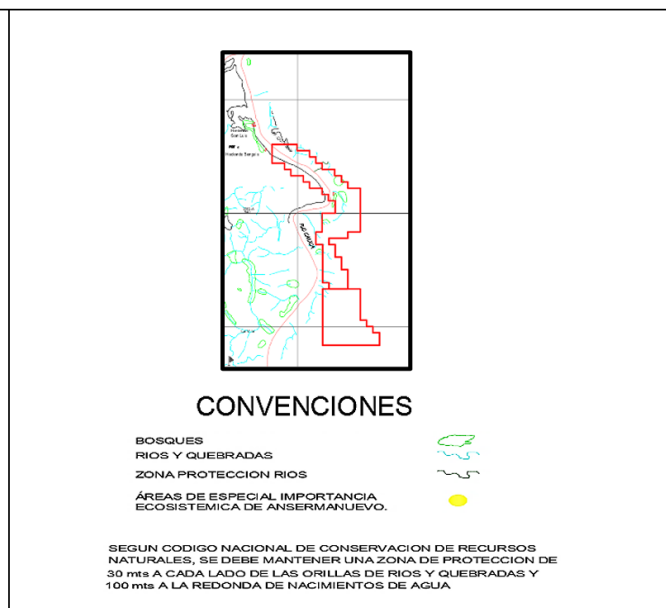 RIO CAUCA
CONVENCIONES
BOSQUES
RIOS Y QUEBRADAS
ZONA PROTECCION RIOS
ÁREAS DE ESPECIAL IMPORTANCIA
ECOSISTEMICA DE ANSERMANUEVO.
SEGUN CODIGO NACIONAL DE CONSERVACION DE RECURSOS
NATURALES, SE DEBE MANTENER UNA ZONA DE PROTECCION DE
30 mts A CADA LADO DE LAS ORILLAS DE RIOS Y QUEBRADAS Y
100 mts A LA REDONDA DE NACIMIENTOS DE AGUA